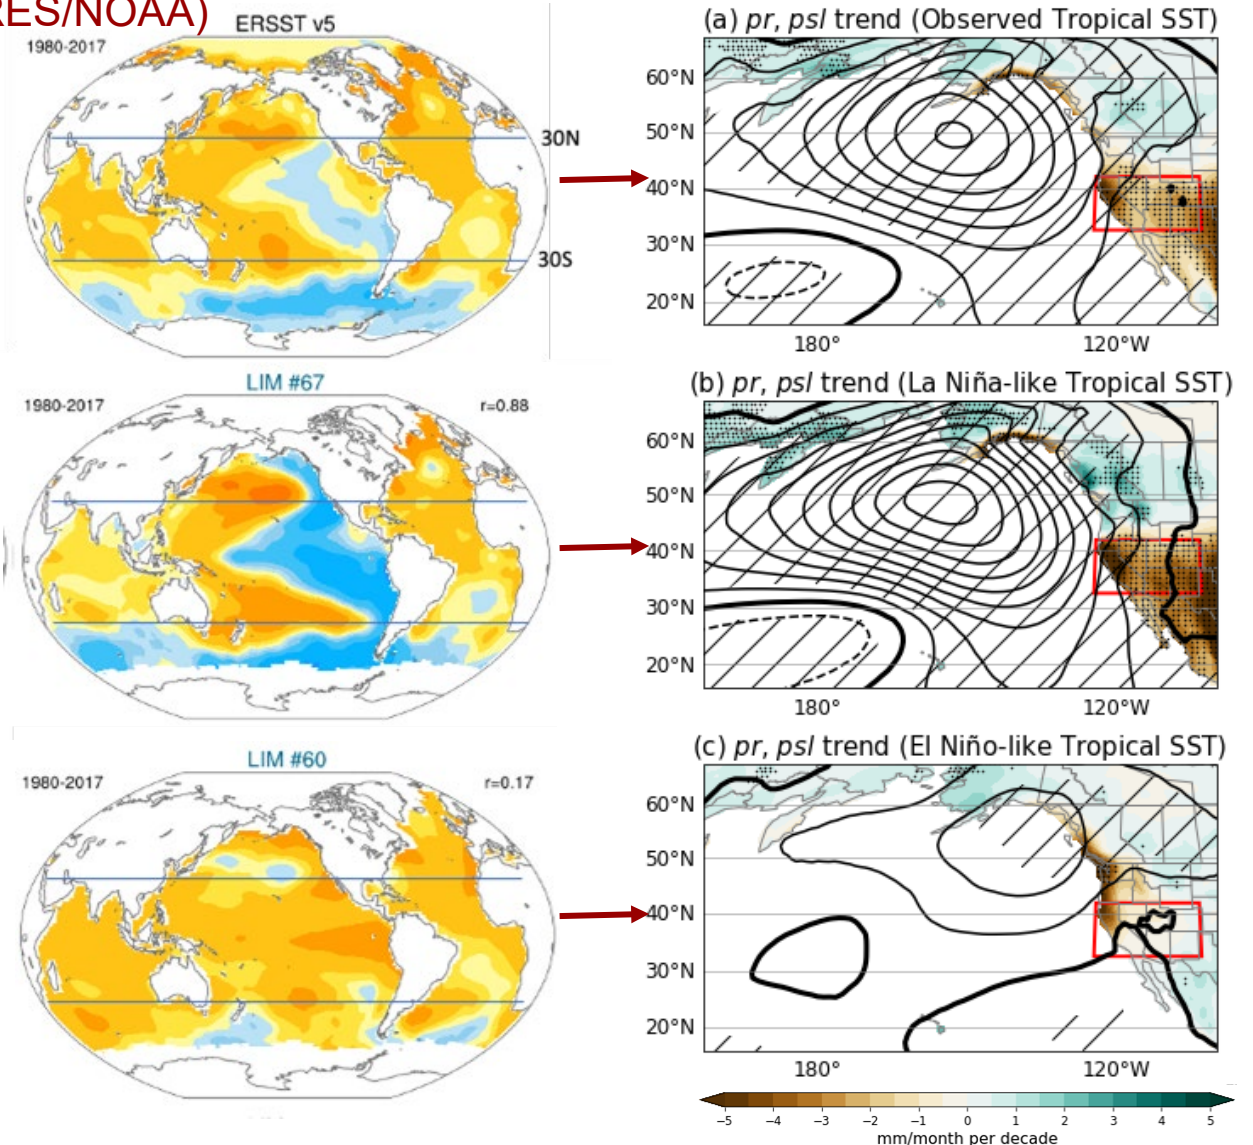 RES/NOAA)
ERSST v5
1980-2017
30N
30S
(a) pr, psl trend (Observed Tropical SST)
60°N
50°N
40°N
30°N
20°N
180°
120°W
LIM #67
1980-2017
r=0.88
(b) pr, psl trend (La Niña-like Tropical SST)
60°N
50°N
40°N
30°N
20°N
180°
120°W
LIM #60
1980-2017
r=0.17
(c) pr, psl trend (El Niño-like Tropical SST)
60°N
50°N
40°N
30°N
20°N
180°
120°W
−5 −4 −3 −2 −1 0 1 2 3 4 5
mm/month per decade